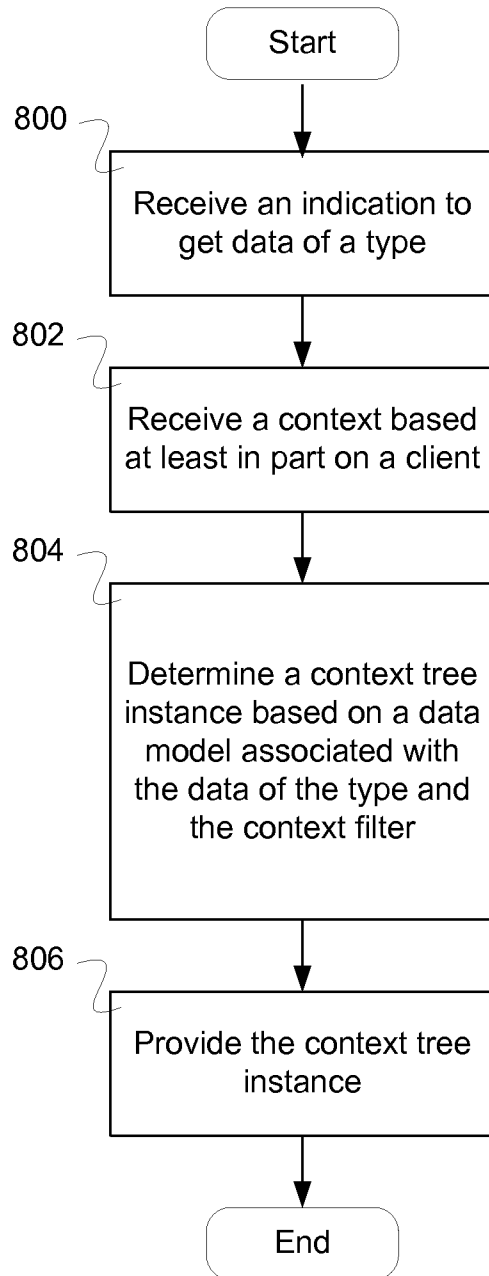 Start
800
Receive an indication to
get data of a type
802
Receive a context based
at least in part on a client
804
Determine a context tree
instance based on a data
model associated with
the data of the type and
the context filter
806
Provide the context tree
instance
End